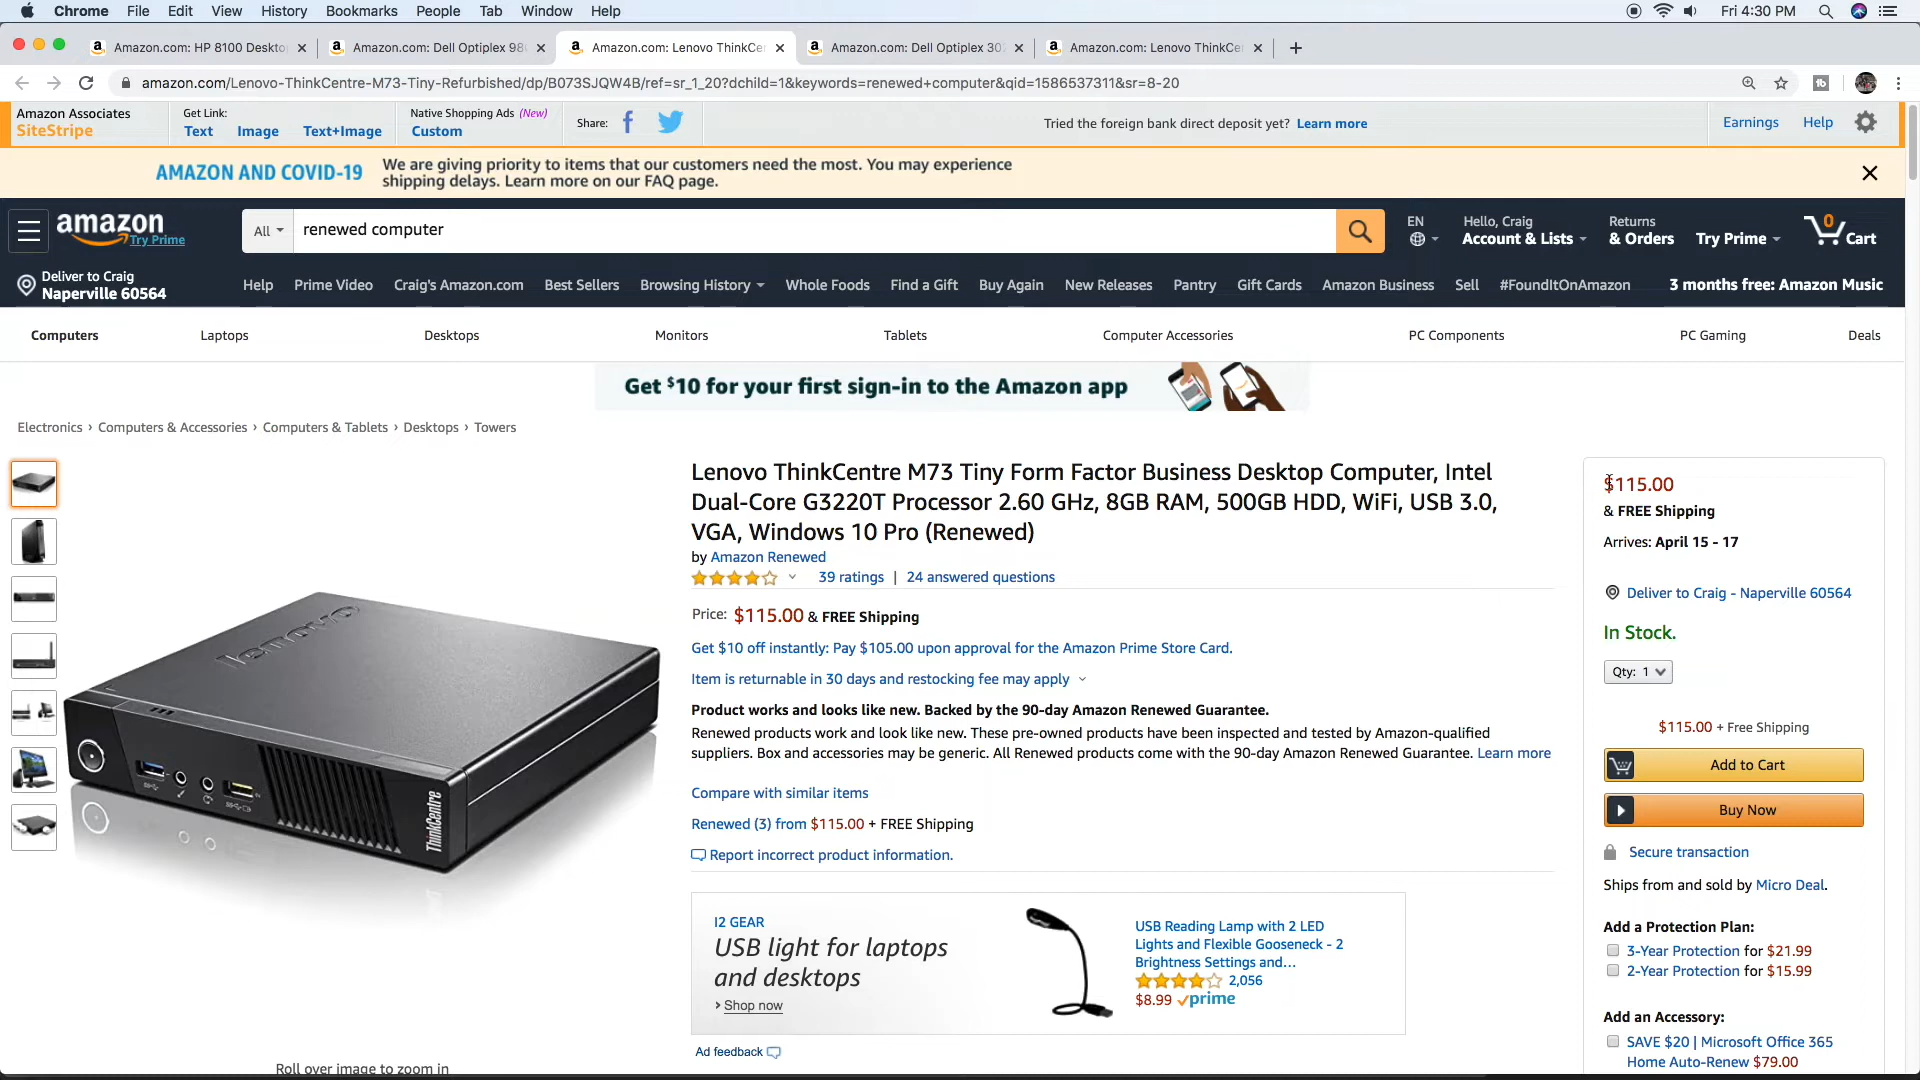 Chrome File Edit View History Bookmarks People Tab Window Help Fri 4:30 PM
Amazon.com: HP 8100 Deskto Amazon.com: Dell Optiplex 98 Amazon.com: Lenovo ThinkCe Amazon.com: Dell Optiplex 30 Amazon.com: Lenovo ThinkCe
amazon.com/Lenovo-ThinkCentre-M73-Tiny-Refurbished/dp/B073SJQW4B/ref=sr_1_20?dchild=1&keywords=renewed+computer&qid=1586537311&sr=8-20
Amazon Associates
SiteStripe
Get Link:
Text Image Text+Image
Native Shopping Ads (New)
Custom
Share:
Tried the foreign bank direct deposit yet? Learn more
Earnings Help
AMAZON AND COVID-19
We are giving priority to items that our customers need the most. You may experience
shipping delays. Learn more on our FAQ page.
amazon
Try Prime
All renewed computer
EN
Hello, Craig
Account & Lists
Returns
& Orders
Try Prime
0
Cart
Deliver to Craig
Naperville 60564
Help Prime Video Craig's Amazon.com Best Sellers Browsing History Whole Foods Find a Gift Buy Again New Releases Pantry Gift Cards Amazon Business Sell #FoundItOnAmazon
3 months free: Amazon Music
Computers Laptops Desktops Monitors Tablets Computer Accessories PC Components PC Gaming Deals
Get $10 for your first sign-in to the Amazon app
Electronics › Computers & Accessories › Computers & Tablets › Desktops › Towers
lenovo
ThinkCentre
Roll over image to zoom in
Lenovo ThinkCentre M73 Tiny Form Factor Business Desktop Computer, Intel
Dual-Core G3220T Processor 2.60 GHz, 8GB RAM, 500GB HDD, WiFi, USB 3.0,
VGA, Windows 10 Pro (Renewed)
by Amazon Renewed
39 ratings | 24 answered questions
Price: $115.00 & FREE Shipping
Get $10 off instantly: Pay $105.00 upon approval for the Amazon Prime Store Card.
Item is returnable in 30 days and restocking fee may apply
Product works and looks like new. Backed by the 90-day Amazon Renewed Guarantee.
Renewed products work and look like new. These pre-owned products have been inspected and tested by Amazon-qualified
suppliers. Box and accessories may be generic. All Renewed products come with the 90-day Amazon Renewed Guarantee. Learn more
Compare with similar items
Renewed (3) from $115.00 + FREE Shipping
Report incorrect product information.
I2 GEAR
USB light for laptops
and desktops
› Shop now
USB Reading Lamp with 2 LED
Lights and Flexible Gooseneck - 2
Brightness Settings and...
2,056
$8.99 prime
Ad feedback
$115.00
& FREE Shipping
Arrives: April 15 - 17
Deliver to Craig - Naperville 60564
In Stock.
Qty: 1
$115.00 + Free Shipping
Add to Cart
Buy Now
Secure transaction
Ships from and sold by Micro Deal.
Add a Protection Plan:
3-Year Protection for $21.99
2-Year Protection for $15.99
Add an Accessory:
SAVE $20 | Microsoft Office 365
Home Auto-Renew $79.00